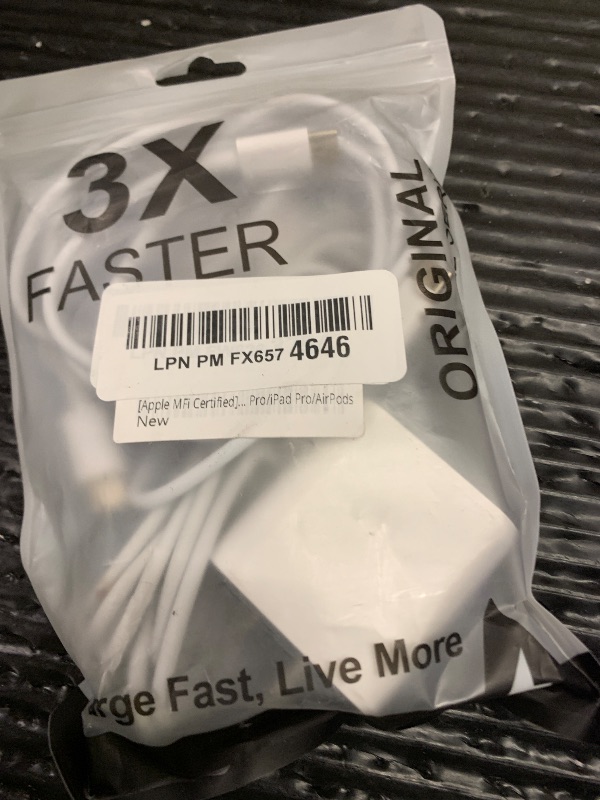 3X
FASTER
ORIGINAL
LPN PM FX657 4646
[Apple MFi Certified]... Pro/iPad Pro/AirPods
New
rge Fast, Live More